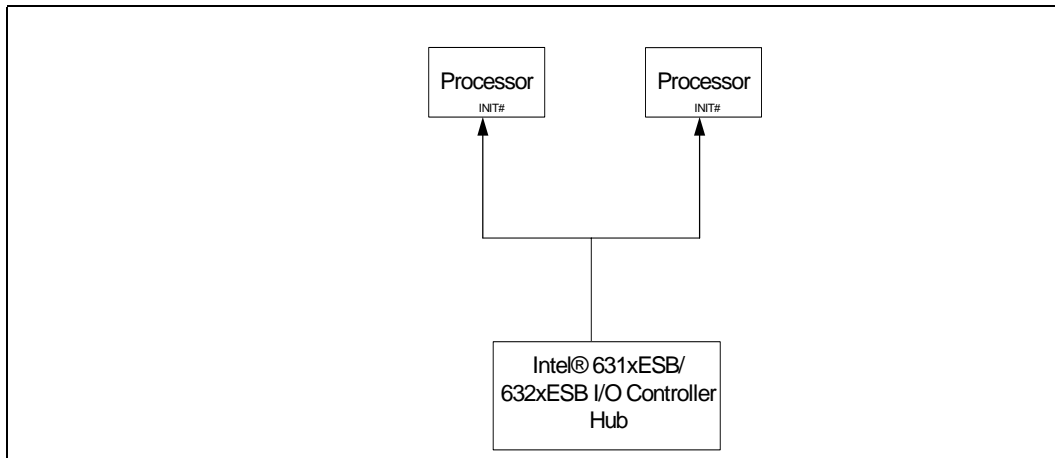 Processor
INIT#
Processor
INIT#
Intel® 631xESB/
632xESB I/O Controller
Hub